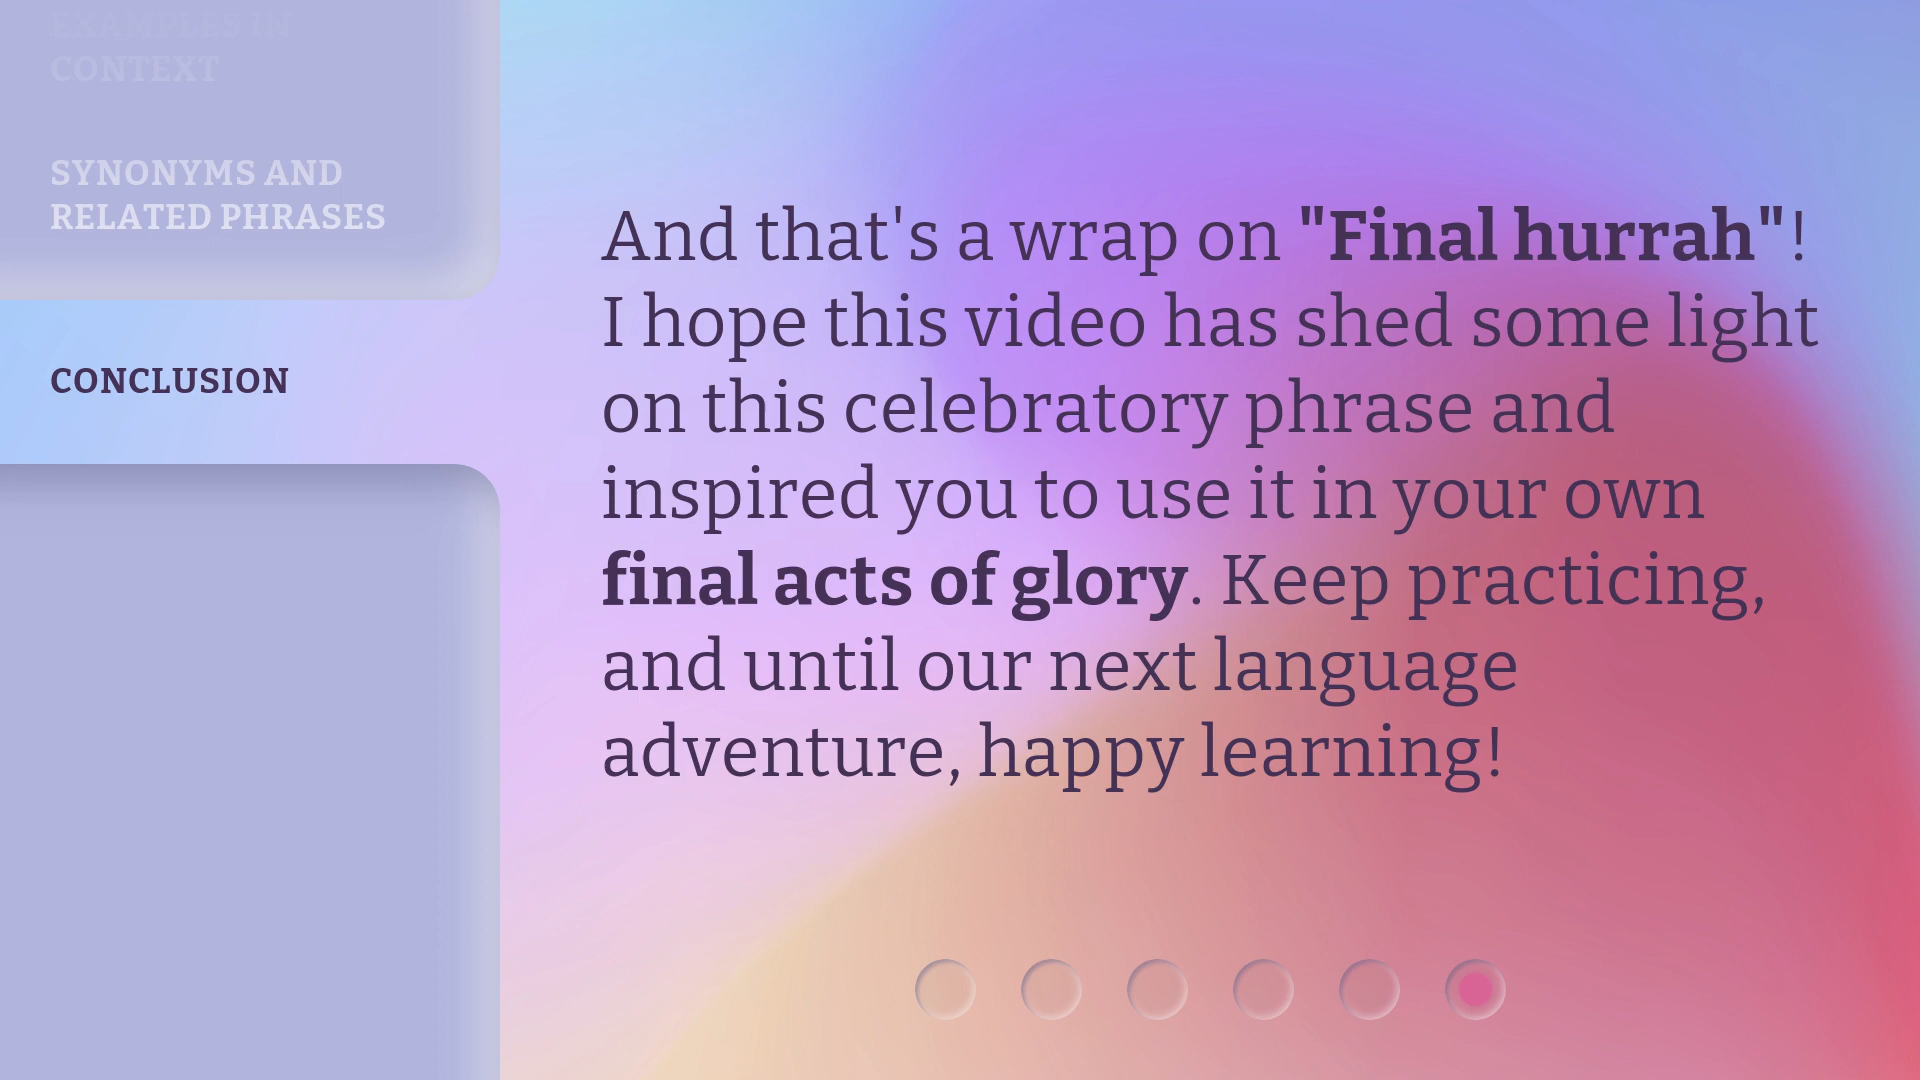 EXAMPLES IN
CONTEXT
SYNONYMS AND
RELATED PHRASES
CONCLUSION
And that's a wrap on "Final hurrah"!
I hope this video has shed some light
on this celebratory phrase and
inspired you to use it in your own
final acts of glory. Keep practicing,
and until our next language
adventure, happy learning!